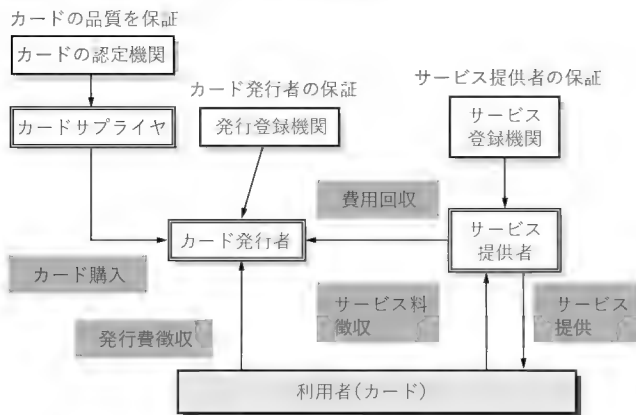 カードの品質を保証
カードの認定機関
カード発行者の保証
サービス提供者の保証
カードサプライヤ
発行登録機関
サービス
登録機関
費用回収
カード発行者
サービス
提供者
カード購入
サービス料
徴収
サービス
提供
発行費徴収
利用者(カード)